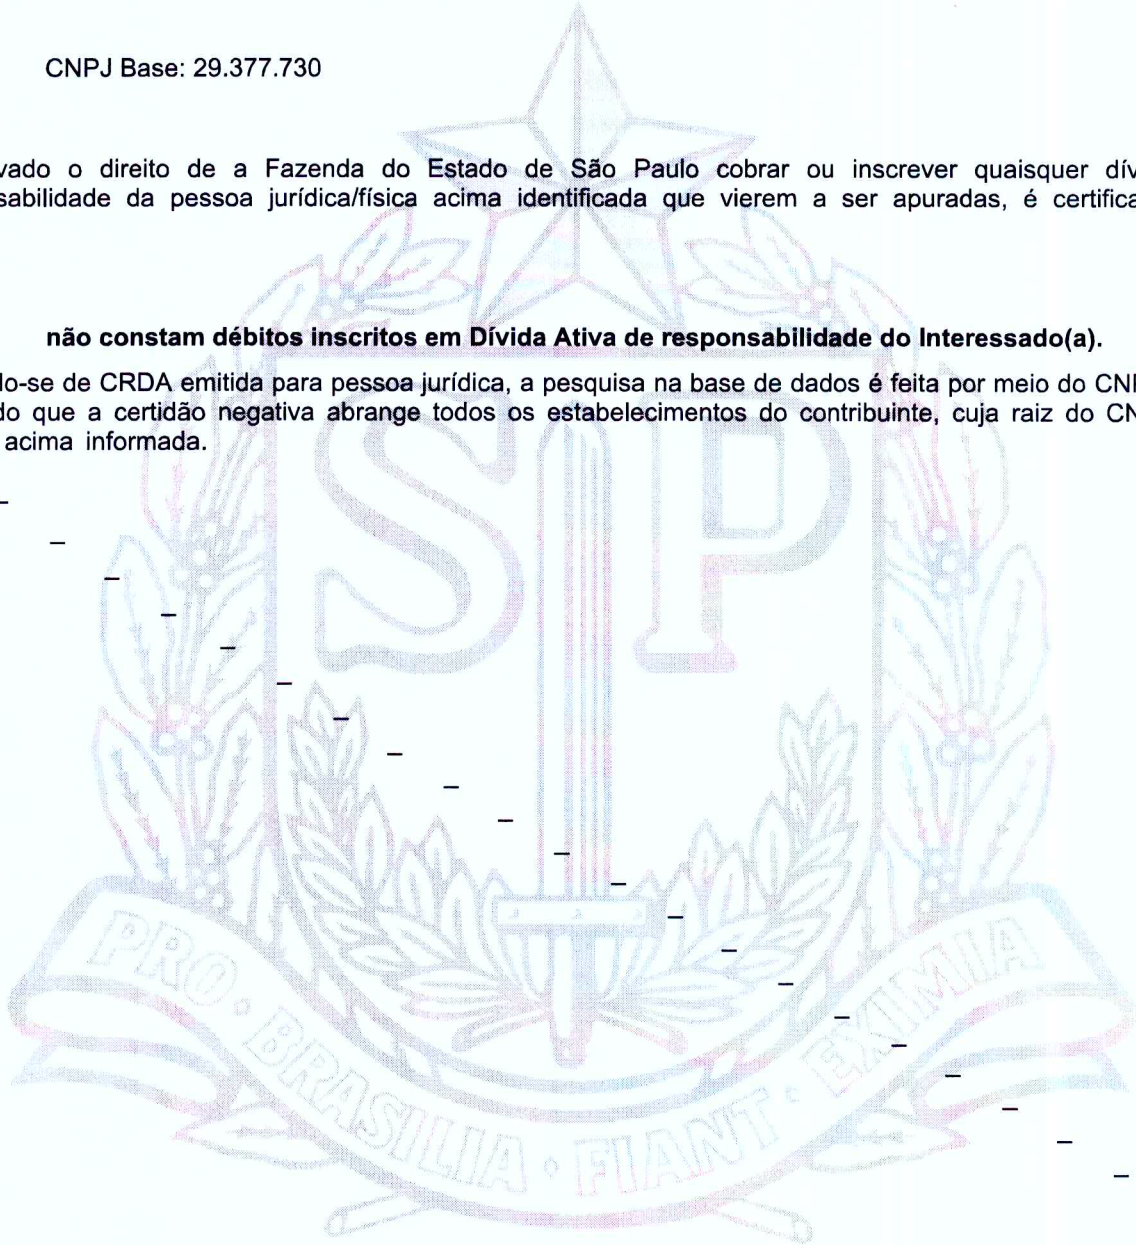 CNPJ Base: 29.377.730
vado o direito de a Fazenda do Estado de São Paulo cobrar ou inscrever quaisquer dív
sabilidade da pessoa jurídica/física acima identificada que vierem a ser apuradas, é certifica
não constam débitos inscritos em Dívida Ativa de responsabilidade do Interessado(a).
do-se de CRDA emitida para pessoa jurídica, a pesquisa na base de dados é feita por meio do CN
do que a certidão negativa abrange todos os estabelecimentos do contribuinte, cuja raiz do CN
acima informada.
SP
PRO · BRASILIA · FIANT · EXIMIA